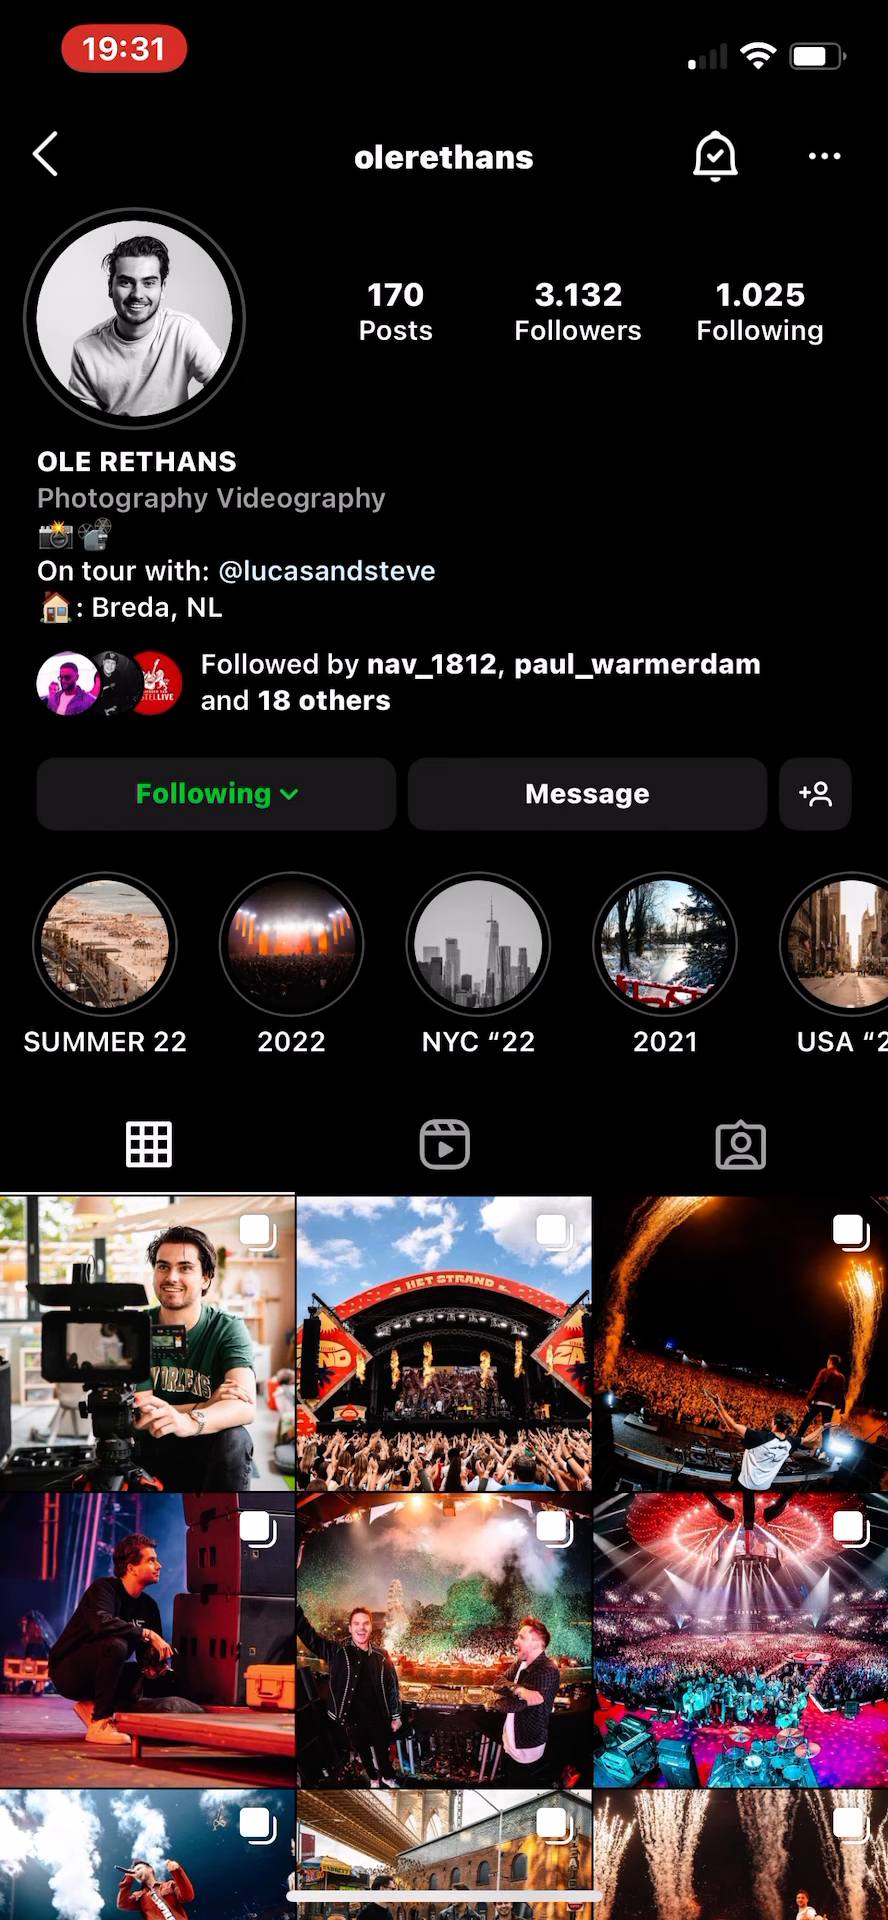 19:31
olerethans
170
Posts
3.132
Followers
1.025
Following
OLE RETHANS
Photography Videography
📸📽️
On tour with: @lucasandsteve
🏠: Breda, NL
Followed by nav_1812, paul_warmerdam
and 18 others
Following
Message
SUMMER 22
2022
NYC “22
2021
USA “2
HET STRAND